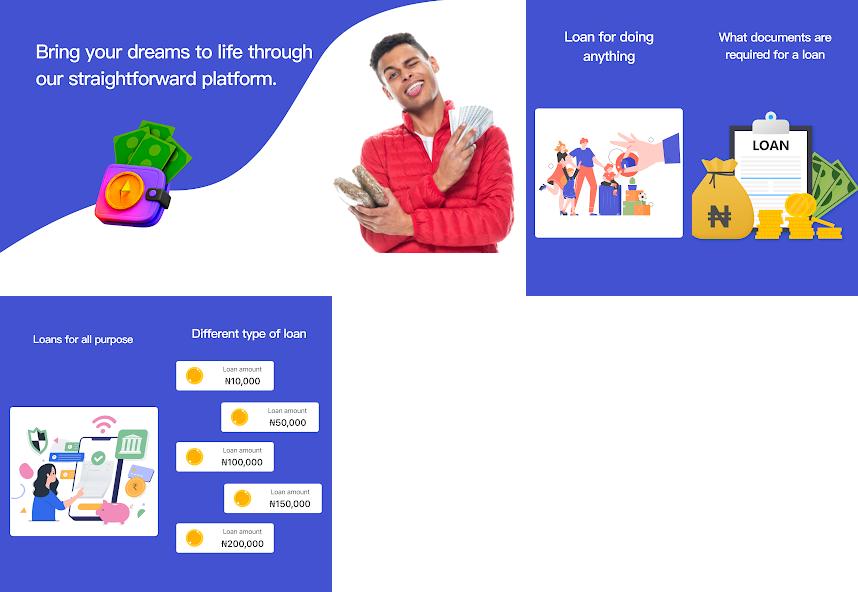 Bring your dreams to life through
our straightforward platform.
Loan for doing
anything
What documents are
required for a loan
LOAN
₦
Loans for all purpose
Different type of loan
Loan amount
₦10,000
Loan amount
₦50,000
Loan amount
₦100,000
Loan amount
₦150,000
Loan amount
₦200,000